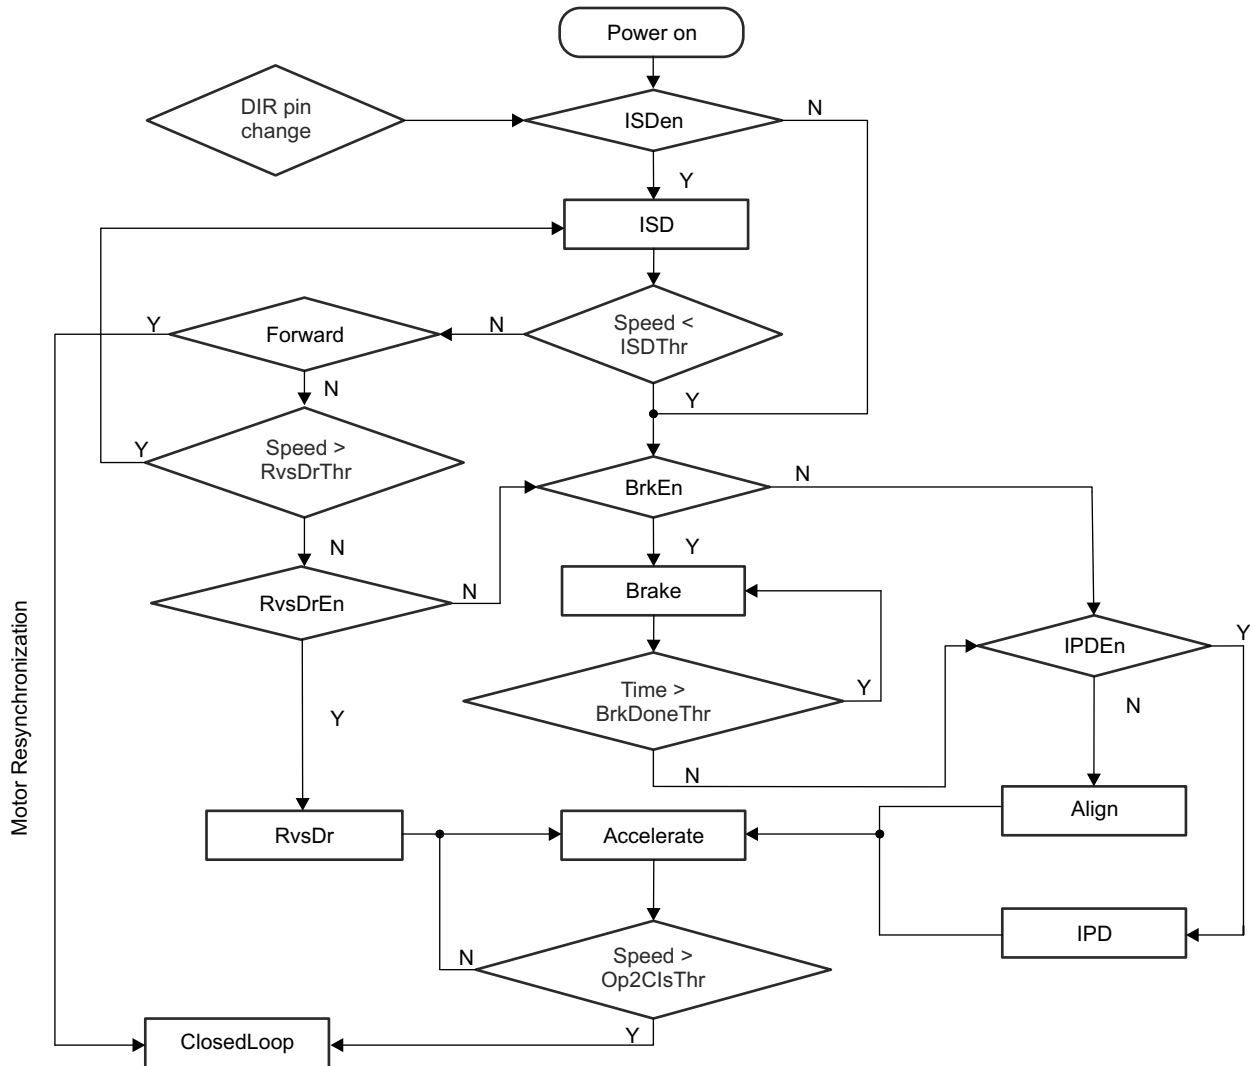 Power on
DIR pin
change
ISDen
N
Y
ISD
Y
Forward
N
Speed <
ISDThr
N
Y
Y
Speed >
RvsDrThr
BrkEn
N
N
Y
RvsDrEn
N
Brake
IPDEn
Y
Time >
BrkDoneThr
Y
N
Y
N
Motor Resynchronization
RvsDr
Accelerate
Align
N
Speed >
Op2ClsThr
IPD
Y
ClosedLoop